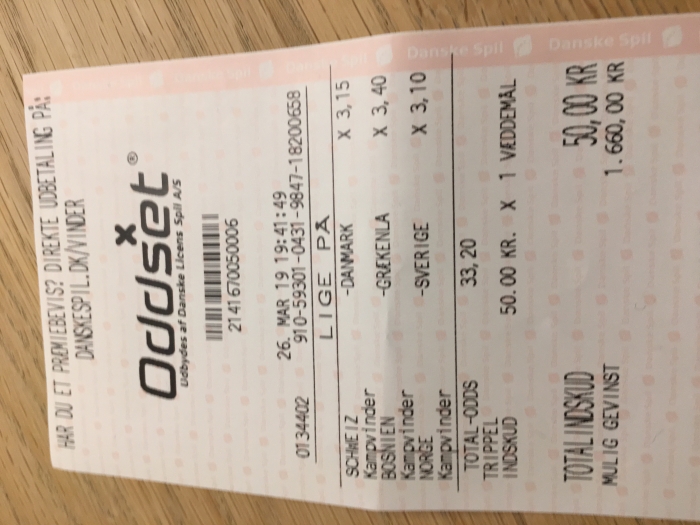 HAR DU ET PRÆMIEBEVIS? DIREKTE UDBETALING PÅ:
DANSKESPIL.DK/VINDER
Oddset®
Udbydes af Danske Licens Spil A/S
2141670050006
26. MAR 19 19:41:49
0134402 910-59301-0431-9847-18200658
LIGE PÅ
SCHWEIZ -DANMARK X 3,15
Kampvinder
BOSNIEN -GRÆKENLA X 3,40
Kampvinder
NORGE -SVERIGE X 3,10
Kampvinder
TOTAL-ODDS 33,20
TRIPPEL
INDSKUD 50.00 KR. X 1 VÆDDEMÅL
TOTALINDSKUD 50,00 KR
MULIG GEVINST 1.660,00 KR
Danske Spil
Danske Spil
Danske Spil